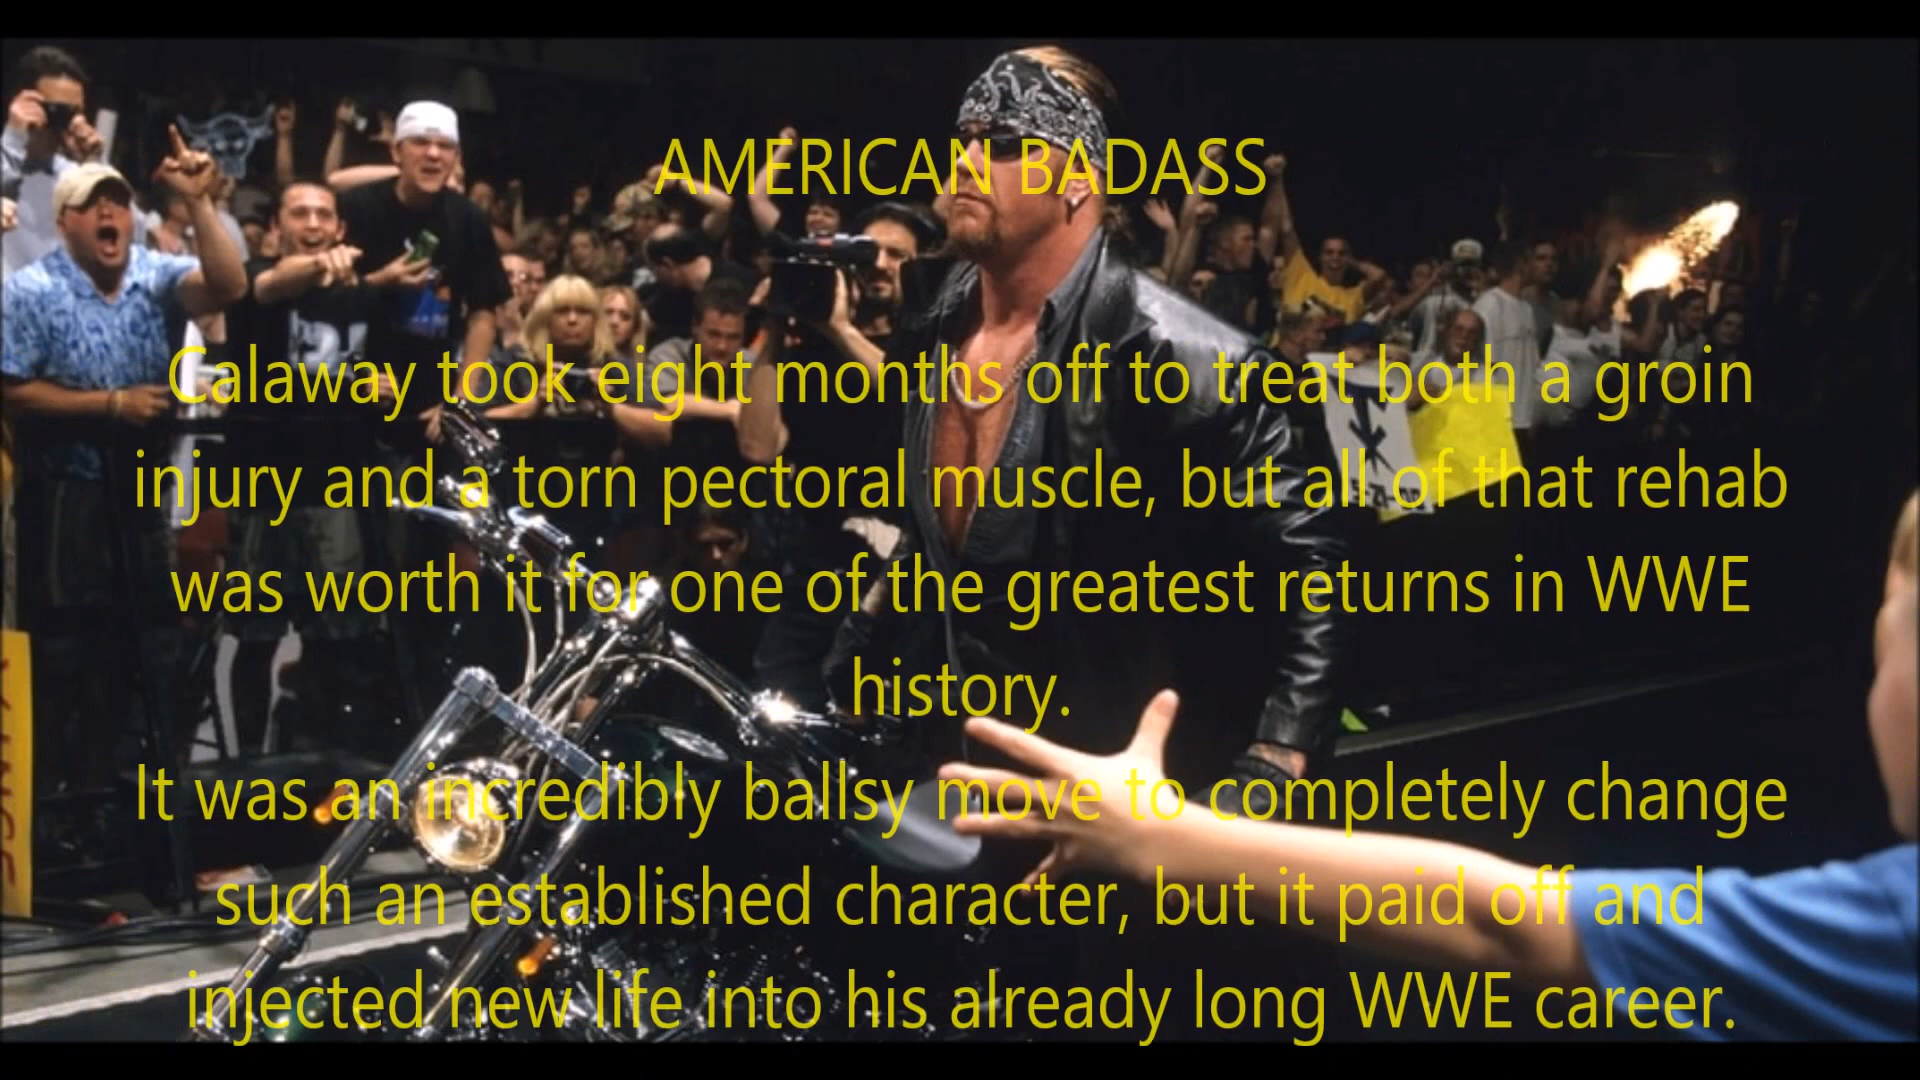 AMERICAN BADASS
Calaway took eight months off to treat both a groin
injury and a torn pectoral muscle, but all of that rehab
was worth it for one of the greatest returns in WWE
history.
It was an incredibly ballsy move to completely change
such an established character, but it paid off and
injected new life into his already long WWE career.